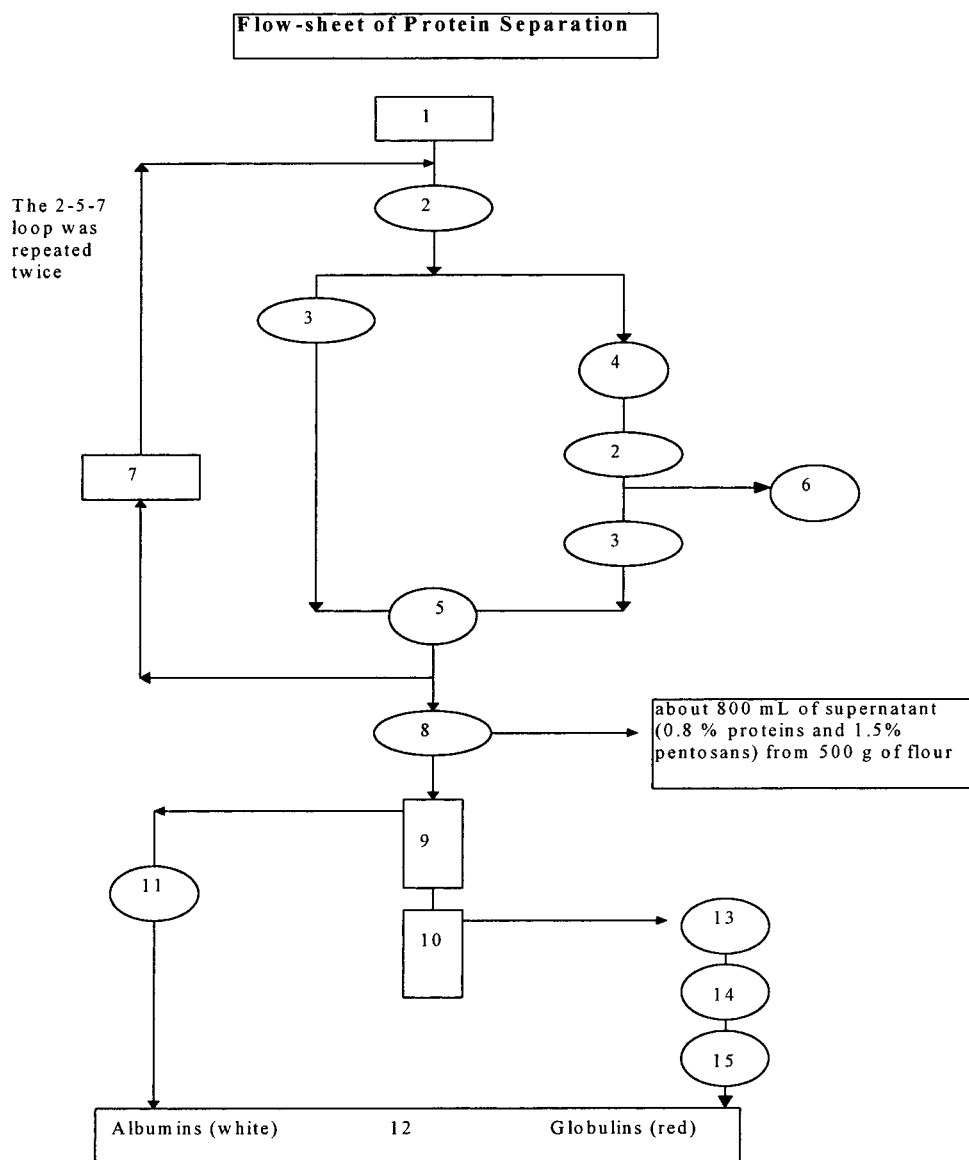 Flow-sheet of Protein Separation
1
The 2-5-7
loop was
repeated
twice
2
3
4
2
7
6
3
5
8
about 800 mL of supernatant
(0.8 % proteins and 1.5%
pentosans) from 500 g of flour
9
11
10
13
14
15
Albumins (white) 12 Globulins (red)